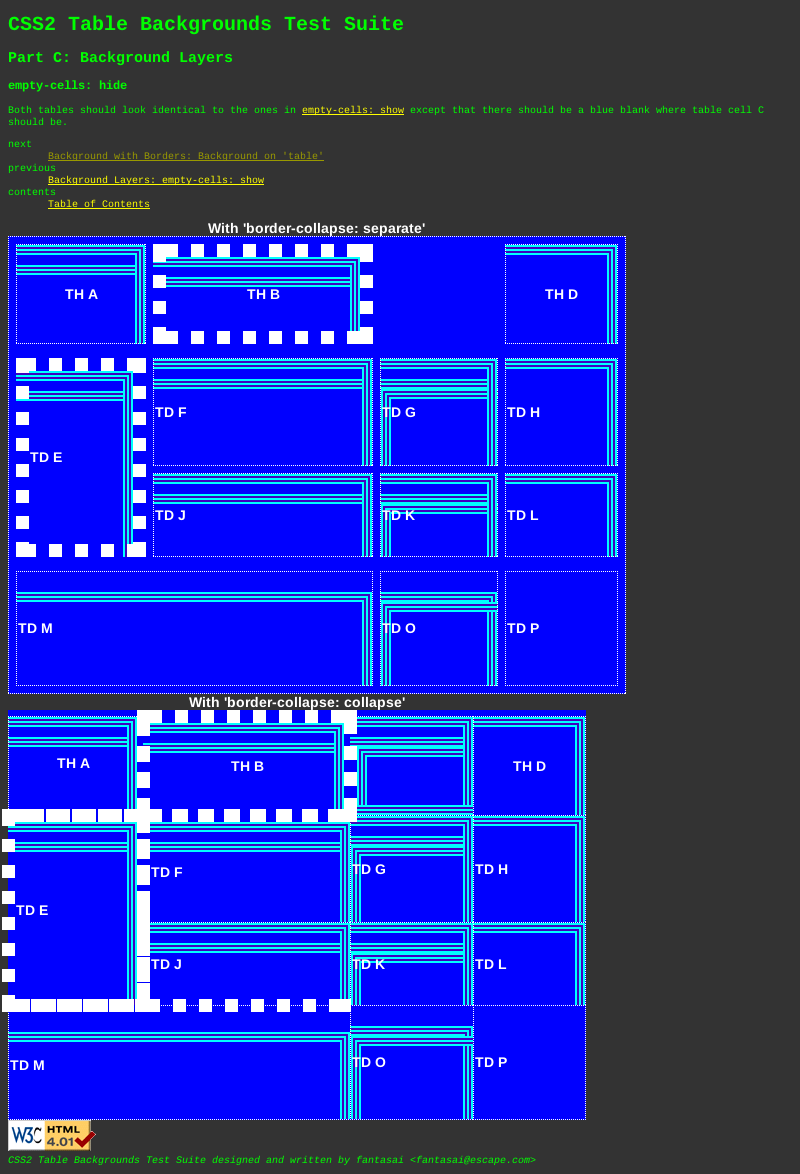 CSS2 Table Backgrounds Test Suite
Part C: Background Layers
empty-cells: hide
Both tables should look identical to the ones in empty-cells: show except that there should be a blue blank where table cell C
should be.
next
Background with Borders: Background on 'table'
previous
Background Layers: empty-cells: show
contents
Table of Contents
With 'border-collapse: separate'
TH A
TH B
TH D
TD E
TD F
TD G
TD H
TD J
TD K
TD L
TD M
TD O
TD P
With 'border-collapse: collapse'
TH A
TH B
TH D
TD E
TD F
TD G
TD H
TD J
TD K
TD L
TD M
TD O
TD P
W3C HTML 4.01
CSS2 Table Backgrounds Test Suite designed and written by fantasai <fantasai@escape.com>